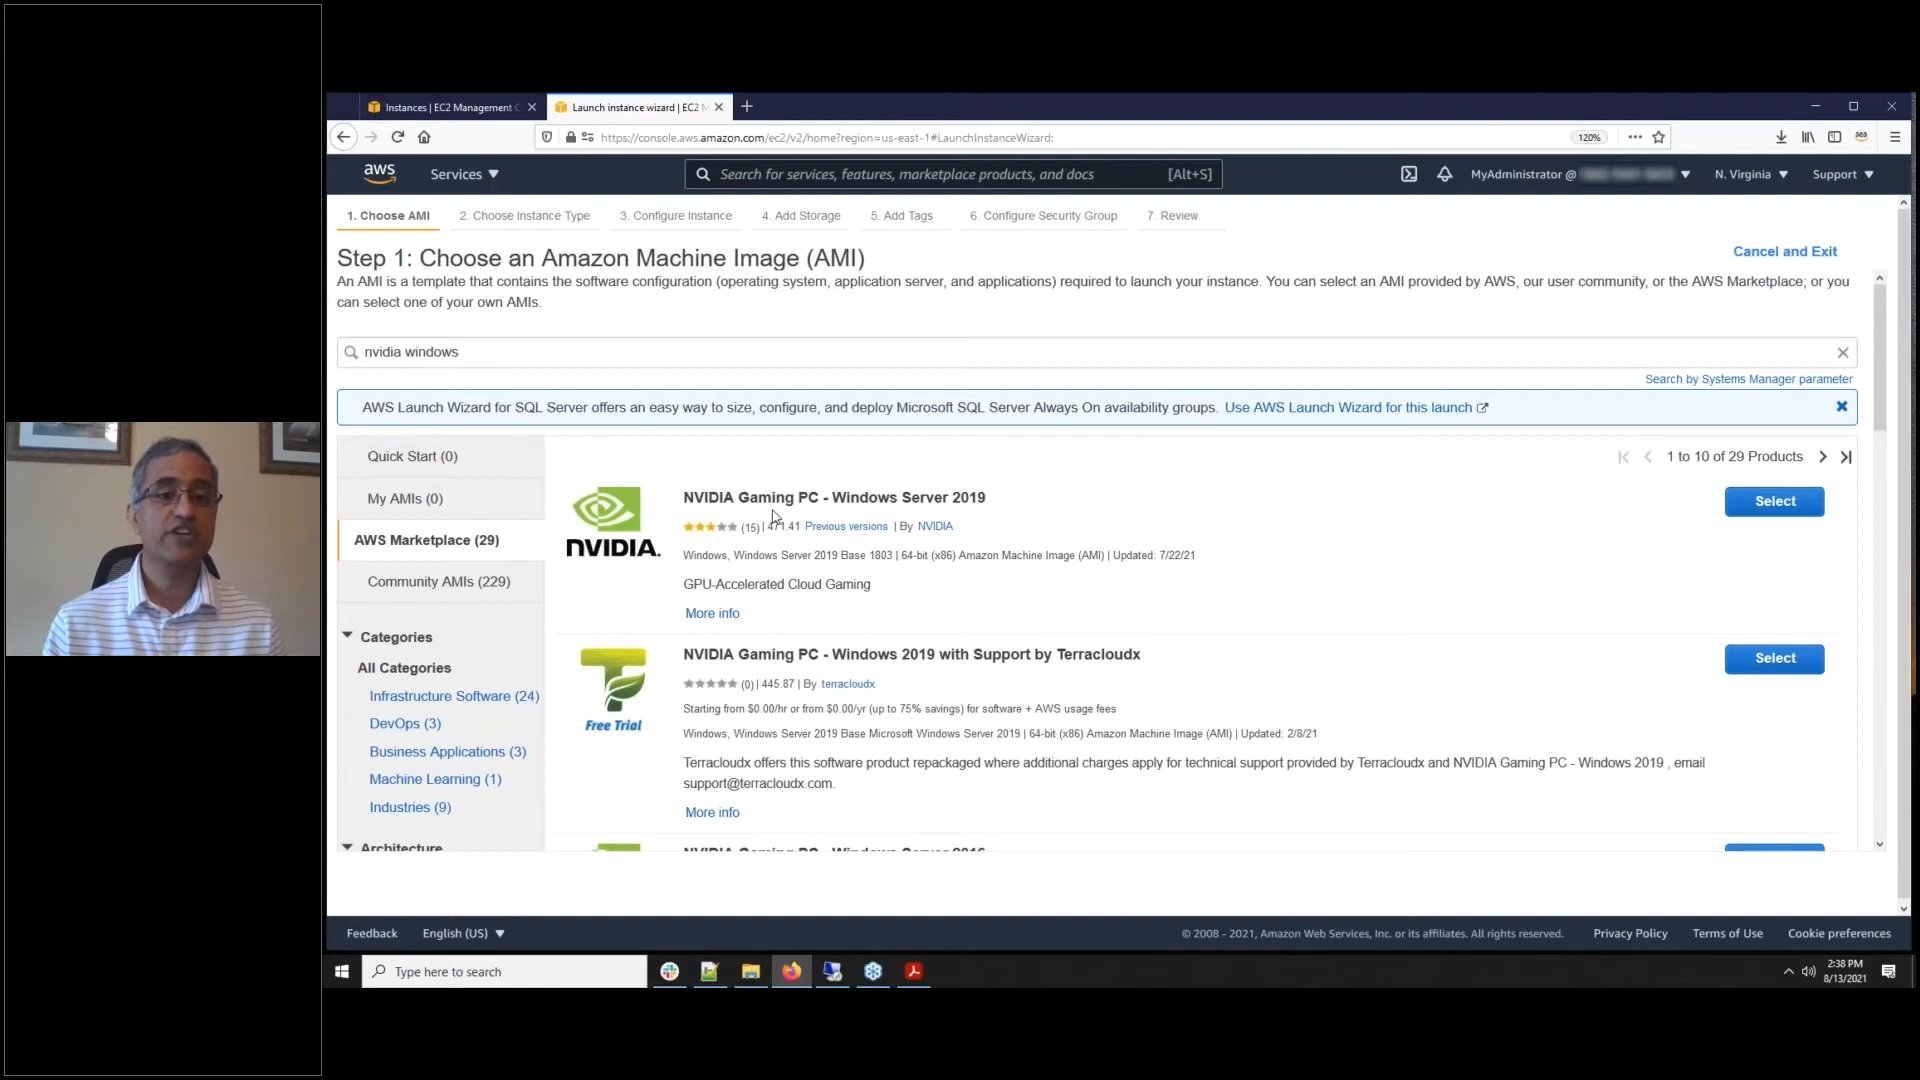 Instances | EC2 Management C
Launch instance wizard | EC2 M
https://console.aws.amazon.com/ec2/v2/home?region=us-east-1#LaunchInstanceWizard:
120%
aws
Services
Search for services, features, marketplace products, and docs
[Alt+S]
MyAdministrator @
N. Virginia
Support
1. Choose AMI
2. Choose Instance Type
3. Configure Instance
4. Add Storage
5. Add Tags
6. Configure Security Group
7. Review
Step 1: Choose an Amazon Machine Image (AMI)
Cancel and Exit
An AMI is a template that contains the software configuration (operating system, application server, and applications) required to launch your instance. You can select an AMI provided by AWS, our user community, or the AWS Marketplace; or you
can select one of your own AMIs.
nvidia windows
Search by Systems Manager parameter
AWS Launch Wizard for SQL Server offers an easy way to size, configure, and deploy Microsoft SQL Server Always On availability groups. Use AWS Launch Wizard for this launch
Quick Start (0)
My AMIs (0)
AWS Marketplace (29)
Community AMIs (229)
Categories
All Categories
Infrastructure Software (24)
DevOps (3)
Business Applications (3)
Machine Learning (1)
Industries (9)
Architecture
1 to 10 of 29 Products
NVIDIA.
NVIDIA Gaming PC - Windows Server 2019
Select
(15) | 471.41 Previous versions | By NVIDIA
Windows, Windows Server 2019 Base 1803 | 64-bit (x86) Amazon Machine Image (AMI) | Updated: 7/22/21
GPU-Accelerated Cloud Gaming
More info
Free Trial
NVIDIA Gaming PC - Windows 2019 with Support by Terracloudx
Select
(0) | 445.87 | By terracloudx
Starting from $0.00/hr or from $0.00/yr (up to 75% savings) for software + AWS usage fees
Windows, Windows Server 2019 Base Microsoft Windows Server 2019 | 64-bit (x86) Amazon Machine Image (AMI) | Updated: 2/8/21
Terracloudx offers this software product repackaged where additional charges apply for technical support provided by Terracloudx and NVIDIA Gaming PC - Windows 2019 , email
support@terracloudx.com.
More info
NVIDIA Gaming PC - Windows Server 2016
Feedback
English (US)
© 2008 - 2021, Amazon Web Services, Inc. or its affiliates. All rights reserved.
Privacy Policy
Terms of Use
Cookie preferences
Type here to search
2:38 PM
8/13/2021